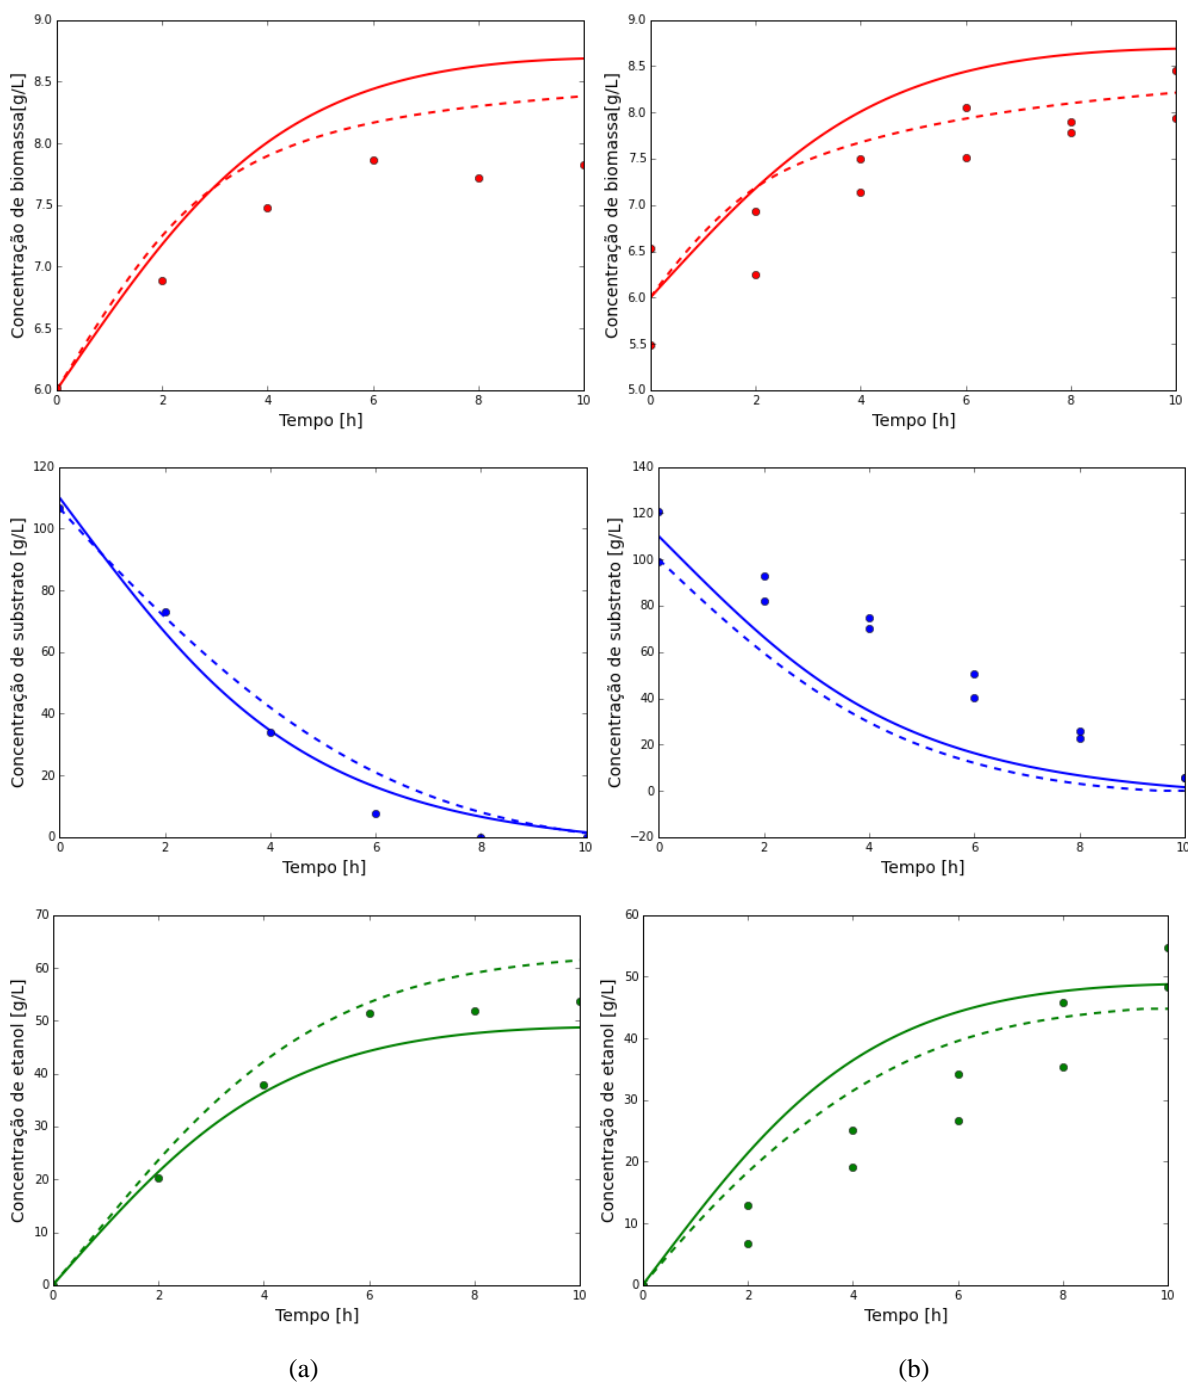 9.0
8.5
8.0
7.5
7.0
6.5
6.0
Concentração de biomassa[g/L]
0 2 4 6 8 10
Tempo [h]
9.0
8.5
8.0
7.5
7.0
6.5
6.0
5.5
5.0
Concentração de biomassa[g/L]
0 2 4 6 8 10
Tempo [h]
120
100
80
60
40
20
0
Concentração de substrato [g/L]
0 2 4 6 8 10
Tempo [h]
140
120
100
80
60
40
20
0
−20
Concentração de substrato [g/L]
0 2 4 6 8 10
Tempo [h]
70
60
50
40
30
20
10
0
Concentração de etanol [g/L]
0 2 4 6 8 10
Tempo [h]
60
50
40
30
20
10
0
Concentração de etanol [g/L]
0 2 4 6 8 10
Tempo [h]
(a)
(b)